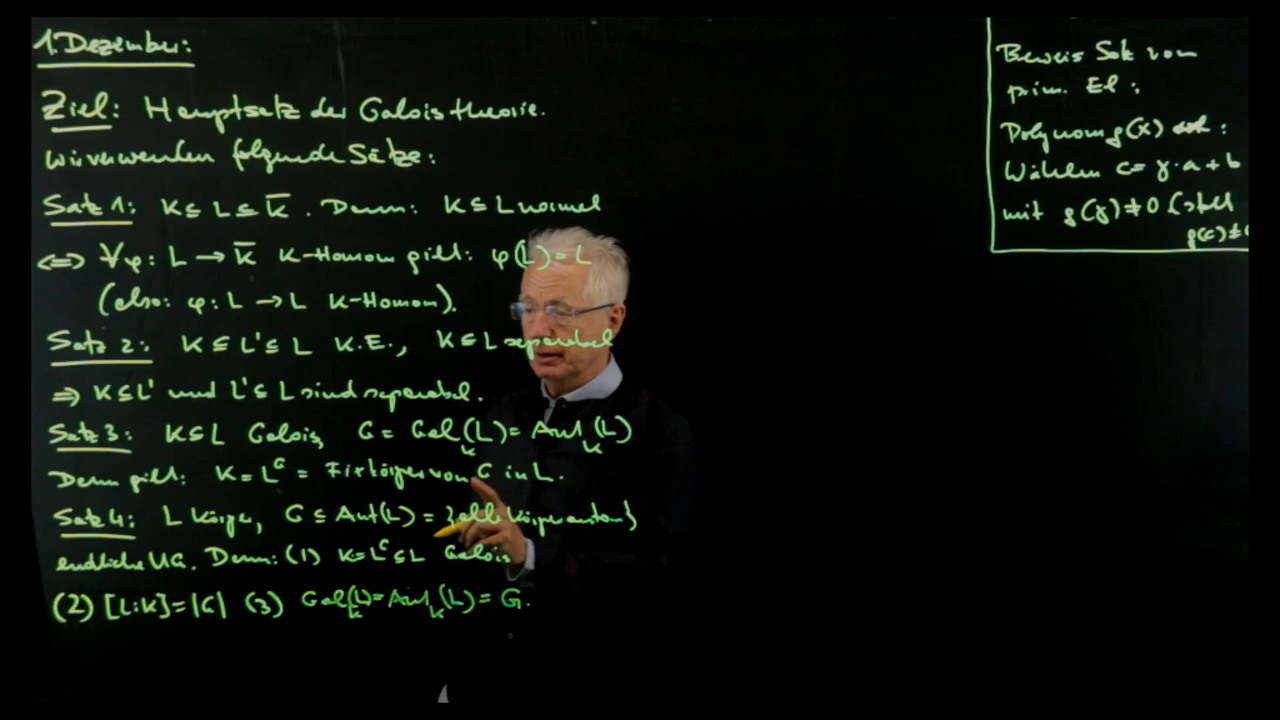 1. Dezember:
Ziel: Hauptsatz der Galoistheorie.
Wir verwenden folgende Sätze:
Satz 1: K ⊆ L ⊆ K̅. Dann: K ⊆ L normal
⇔ ∀φ: L → K̅ K-Homom gilt: φ(L) = L
(also: φ: L → L K-Homom).
Satz 2: K ⊆ L' ⊆ L K.E., K ⊆ L separabel
⇒ K ⊆ L' und L' ⊆ L sind separabel.
Satz 3: K ⊆ L Galois, G = Gal_K(L) = Aut_K(L)
Dann gilt: K = L^G = Fixkörper von G in L.
Satz 4: L Körper, G ⊆ Aut(L) = {alle Körperautom}
endliche UG. Dann: (1) K = L^G ⊆ L Galois
(2) [L:K] = |G| (3) Gal_K(L) = Aut_K(L) = G.
Beweis Satz vom
prim. El:
Polynom g(x) :
Wählen c = γ·a + b
mit g(γ) ≠ 0 (statt
g(c) ≠